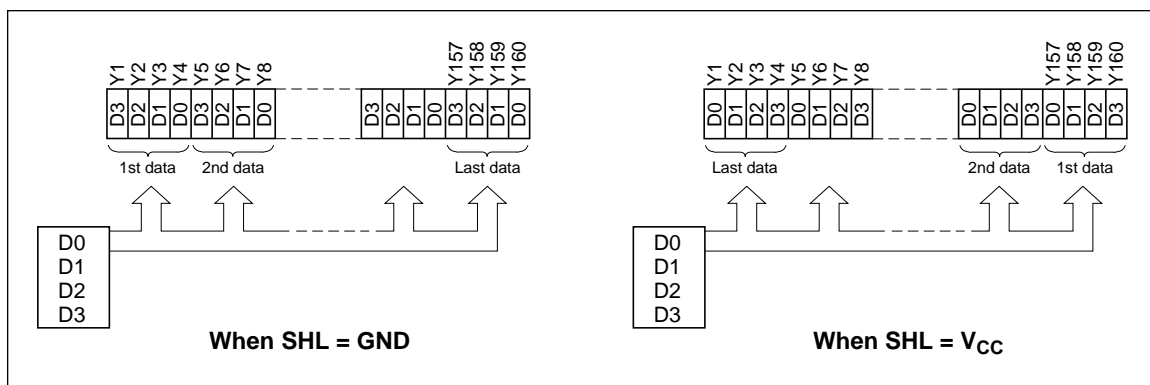 Y1 Y2 Y3 Y4 Y5 Y6 Y7 Y8 Y157 Y158 Y159 Y160
D3 D2 D1 D0 D3 D2 D1 D0 D3 D2 D1 D0 D3 D2 D1 D0
1st data 2nd data Last data
D0
D1
D2
D3
When SHL = GND
Y1 Y2 Y3 Y4 Y5 Y6 Y7 Y8 Y157 Y158 Y159 Y160
D0 D1 D2 D3 D0 D1 D2 D3 D0 D1 D2 D3 D0 D1 D2 D3
Last data 2nd data 1st data
D0
D1
D2
D3
When SHL = VCC